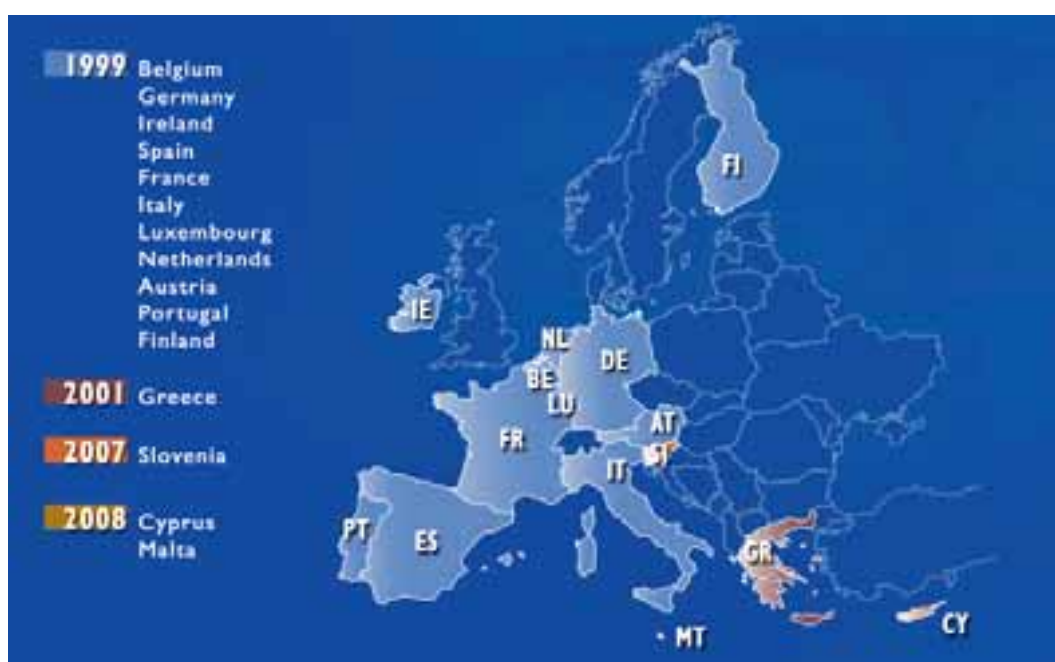 1999 Belgium
Germany
Ireland
Spain
France
Italy
Luxembourg
Netherlands
Austria
Portugal
Finland
2001 Greece
2007 Slovenia
2008 Cyprus
Malta
FI
IE
NL
DE
BE
LU
AT
FR
SI
IT
PT
ES
GR
CY
MT